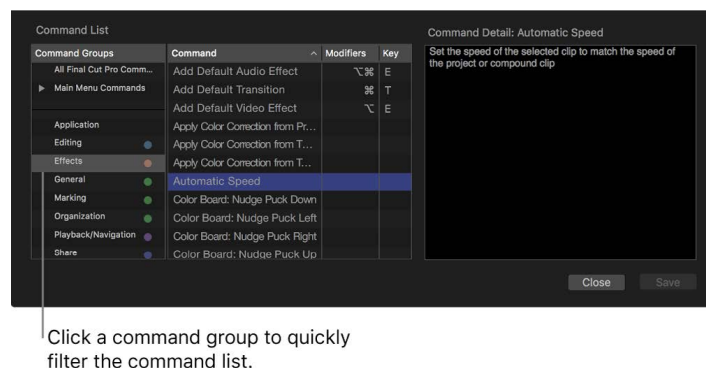 Command List
Command Detail: Automatic Speed
Command Groups Command Modifiers Key
Set the speed of the selected clip to match the speed of
the project or compound clip
All Final Cut Pro Comm... Add Default Audio Effect ⌥⌘ E
Main Menu Commands Add Default Transition ⌘ T
Add Default Video Effect ⌥ E
Application Apply Color Correction from Pr...
Editing Apply Color Correction from T...
Effects Apply Color Correction from T...
General Automatic Speed
Marking Color Board: Nudge Puck Down
Organization Color Board: Nudge Puck Left
Playback/Navigation Color Board: Nudge Puck Right
Share Color Board: Nudge Puck Up
Close Save
Click a command group to quickly
filter the command list.